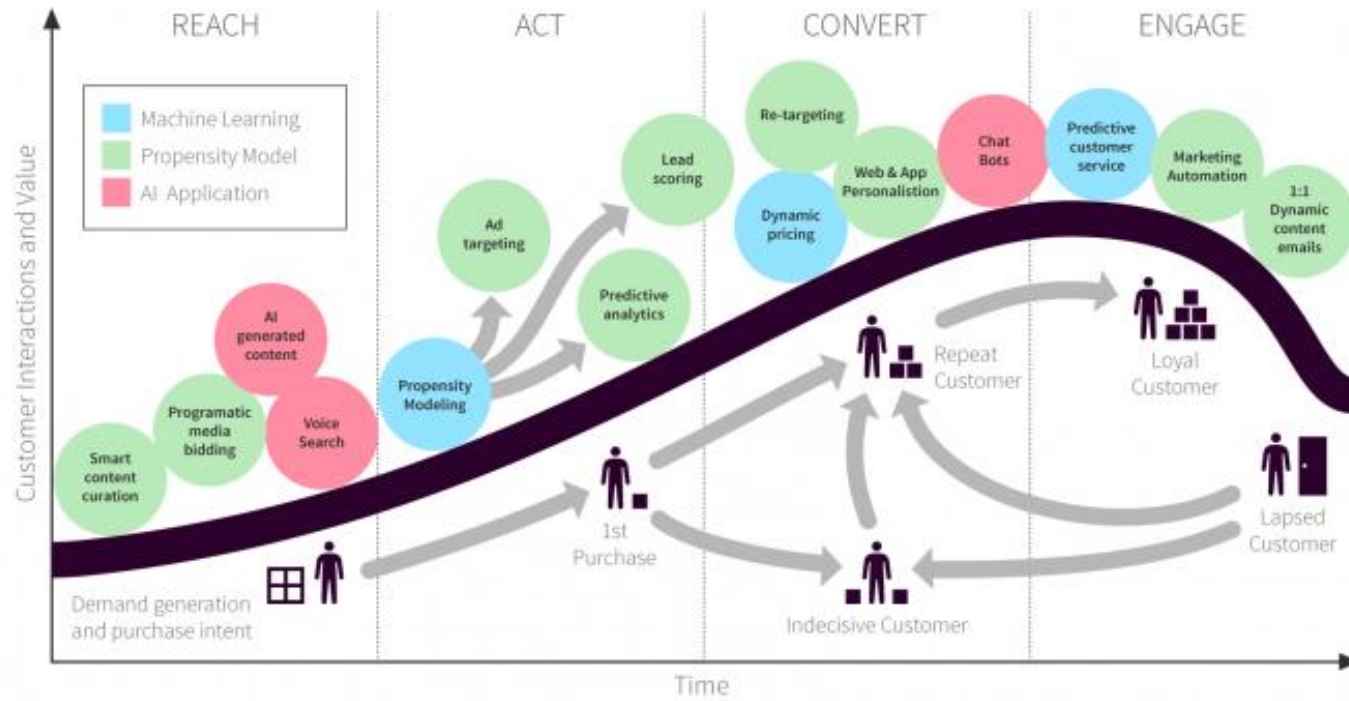 REACH
ACT
CONVERT
ENGAGE
Machine Learning
Propensity Model
AI Application
Customer Interactions and Value
Smart
content
curation
Programatic
media
bidding
AI
generated
content
Voice
Search
Propensity
Modeling
Ad
targeting
Lead
scoring
Predictive
analytics
Re-targeting
Dynamic
pricing
Web & App
Personalistion
Chat
Bots
Predictive
customer
service
Marketing
Automation
1:1
Dynamic
content
emails
Demand generation
and purchase intent
1st
Purchase
Repeat
Customer
Indecisive Customer
Loyal
Customer
Lapsed
Customer
Time